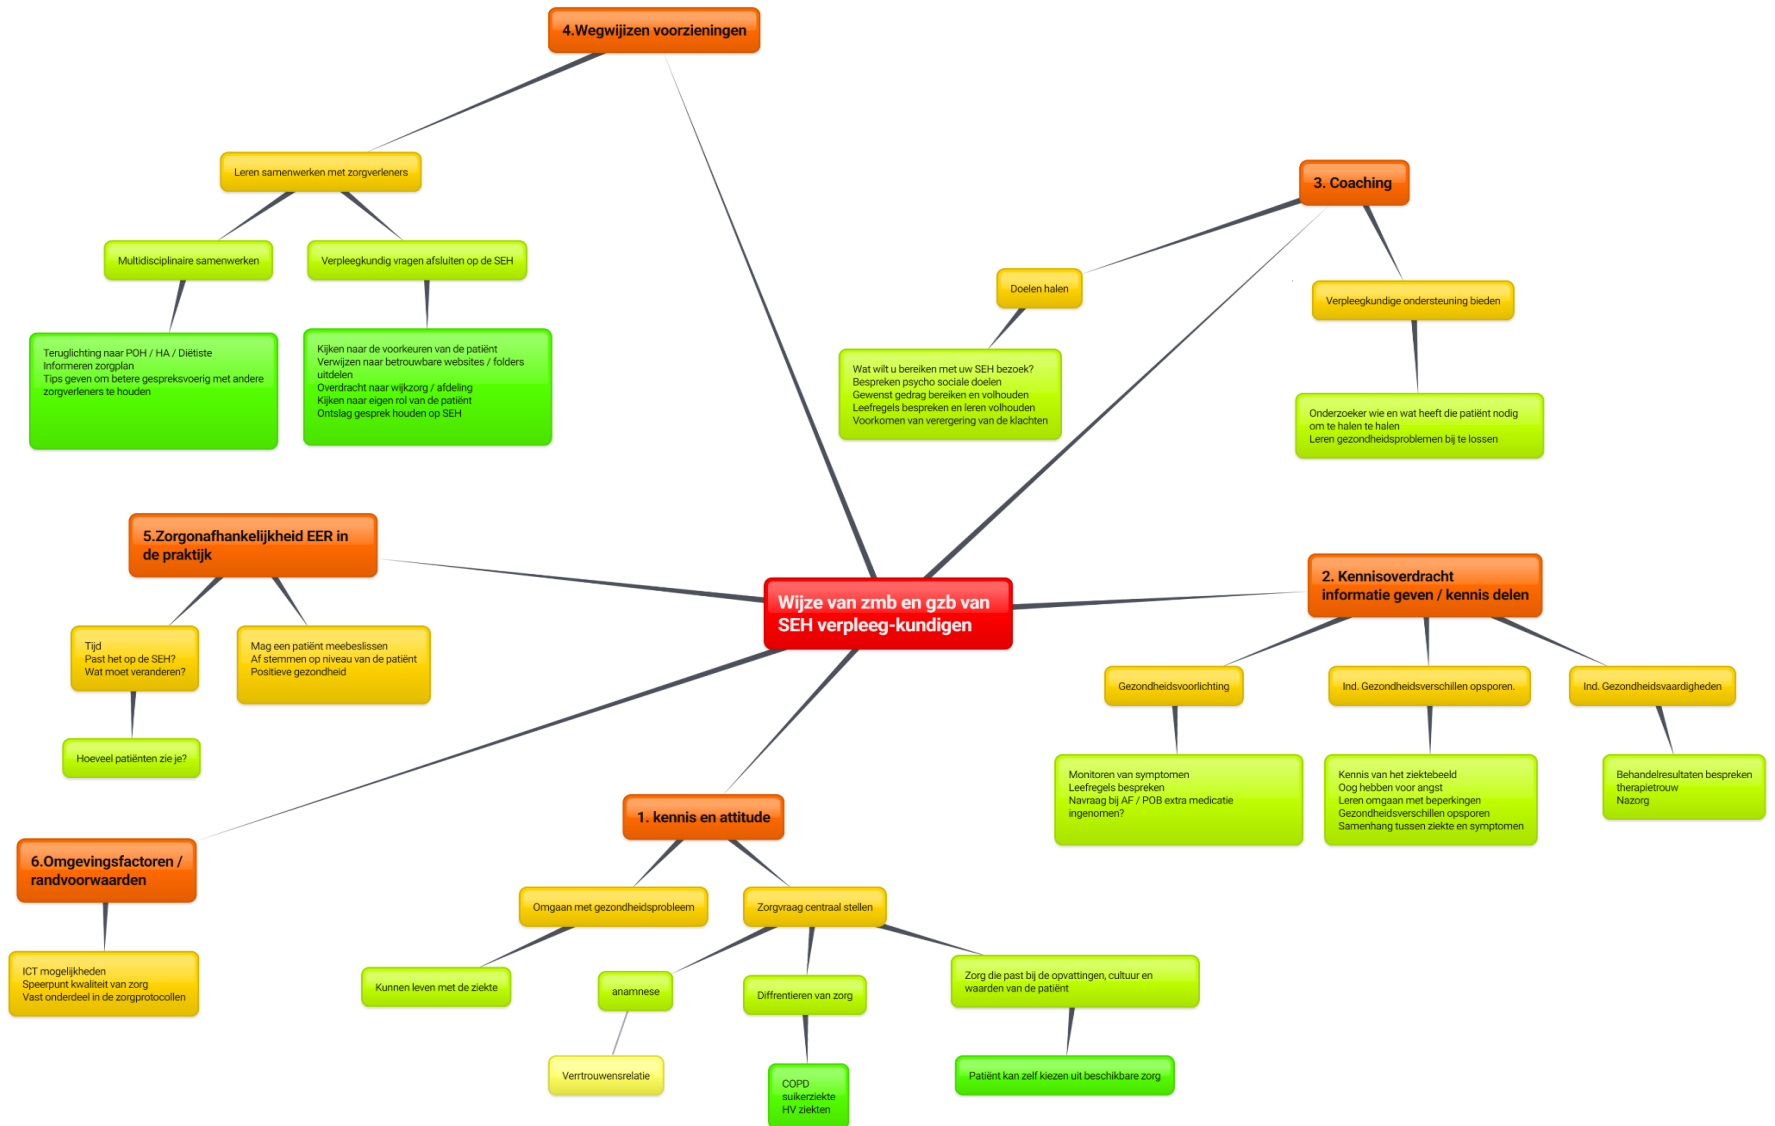 4.Wegwijizen voorzieningen
Leren samenwerken met zorgverleners
Multidisciplinaire samenwerken
Verpleegkundig vragen afsluiten op de SEH
Teruglichting naar POH / HA / Diëtiste
Informeren zorgplan
Tips geven om betere gespreksvoerig met andere
zorgverleners te houden
Kijken naar de voorkeuren van de patiënt
Verwijzen naar betrouwbare websites / folders
uitdelen
Overdracht naar wijkzorg / afdeling
Kijken naar eigen rol van de patiënt
Ontslag gesprek houden op SEH
3. Coaching
Doelen halen
Verpleegkundige ondersteuning bieden
Wat wilt u bereiken met uw SEH bezoek?
Bespreken psycho sociale doelen
Gewenst gedrag bereiken en volhouden
Leefregels bespreken en leren volhouden
Voorkomen van verergering van de klachten
Onderzoeker wie en wat heeft die patiënt nodig
om te halen te halen
Leren gezondheidsproblemen bij te lossen
5.Zorgonafhankelijkheid EER in
de praktijk
Tijd
Past het op de SEH?
Wat moet veranderen?
Mag een patiënt meebeslissen
Af stemmen op niveau van de patiënt
Positieve gezondheid
Hoeveel patiënten zie je?
Wijze van zmb en gzb van
SEH verpleeg-kundigen
2. Kennisoverdracht
informatie geven / kennis delen
Gezondheidsvoorlichting
Ind. Gezondheidsverschillen opsporen.
Ind. Gezondheidsvaardigheden
Monitoren van symptomen
Leefregels bespreken
Navraag bij AF / POB extra medicatie
ingenomen?
Kennis van het ziektebeeld
Oog hebben voor angst
Leren omgaan met beperkingen
Gezondheidsverschillen opsporen
Samenhang tussen ziekte en symptomen
Behandelresultaten bespreken
therapietrouw
Nazorg
6.Omgevingsfactoren /
randvoorwaarden
ICT mogelijkheden
Speerpunt kwaliteit van zorg
Vast onderdeel in de zorgprotocollen
1. kennis en attitude
Omgaan met gezondheidsprobleem
Zorgvraag centraal stellen
Kunnen leven met de ziekte
anamnese
Diffrentieren van zorg
Zorg die past bij de opvattingen, cultuur en
waarden van de patiënt
Verrtrouwensrelatie
COPD
suikerziekte
HV ziekten
Patiënt kan zelf kiezen uit beschikbare zorg